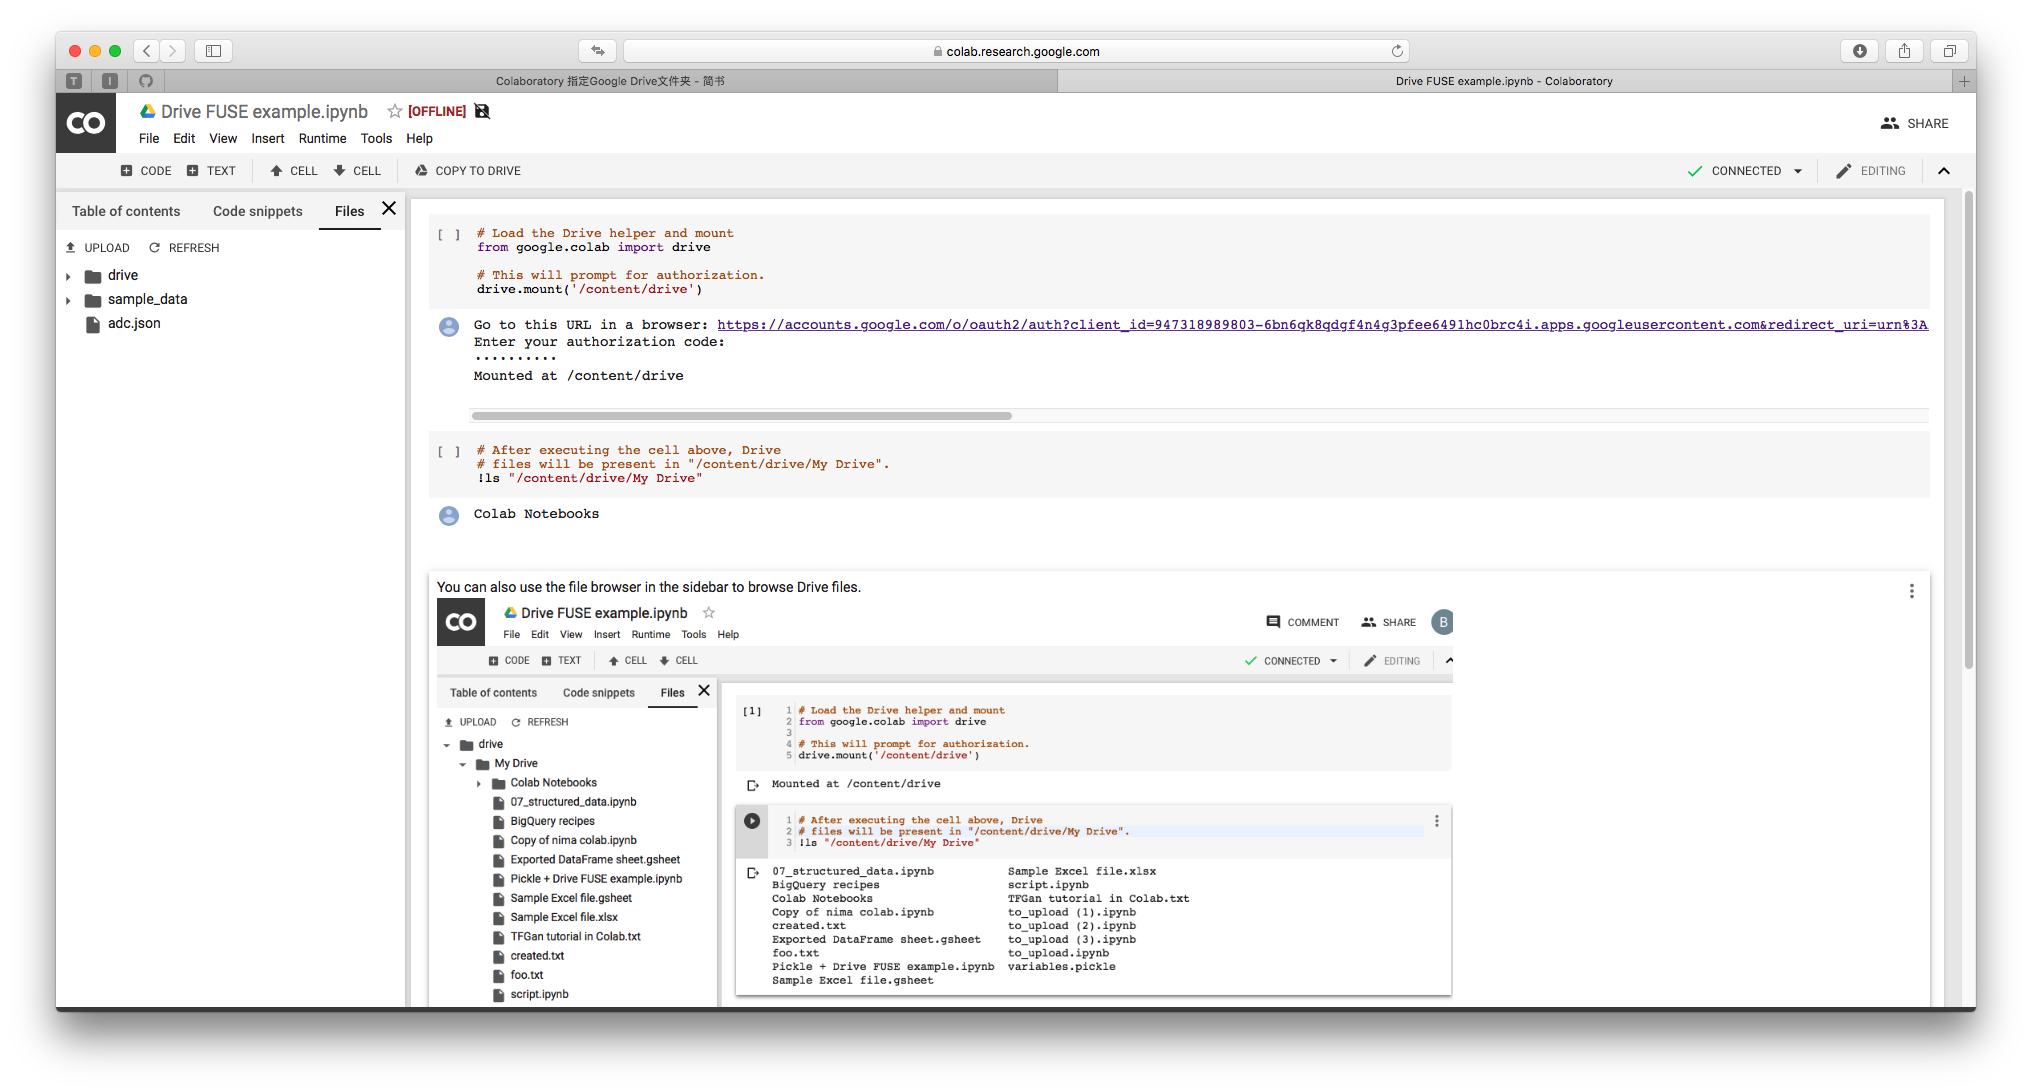 colab.research.google.com
T
I
Colaboratory 指定Google Drive文件夹 - 简书
Drive FUSE example.ipynb - Colaboratory
CO
Drive FUSE example.ipynb [OFFLINE]
File Edit View Insert Runtime Tools Help
SHARE
CODE TEXT CELL CELL COPY TO DRIVE
CONNECTED EDITING
Table of contents Code snippets Files
UPLOAD REFRESH
drive
sample_data
adc.json
[ ] # Load the Drive helper and mount
from google.colab import drive
# This will prompt for authorization.
drive.mount('/content/drive')
Go to this URL in a browser: https://accounts.google.com/o/oauth2/auth?client_id=947318989803-6bn6qk8qdgf4n4g3pfee6491hc0brc4i.apps.googleusercontent.com&redirect_uri=urn%3A
Enter your authorization code:
··········
Mounted at /content/drive
[ ] # After executing the cell above, Drive
# files will be present in "/content/drive/My Drive".
!ls "/content/drive/My Drive"
Colab Notebooks
You can also use the file browser in the sidebar to browse Drive files.
CO
Drive FUSE example.ipynb
File Edit View Insert Runtime Tools Help
COMMENT SHARE B
CODE TEXT CELL CELL
CONNECTED EDITING
Table of contents Code snippets Files
UPLOAD REFRESH
drive
My Drive
Colab Notebooks
07_structured_data.ipynb
BigQuery recipes
Copy of nima colab.ipynb
Exported DataFrame sheet.gsheet
Pickle + Drive FUSE example.ipynb
Sample Excel file.gsheet
Sample Excel file.xlsx
TFGan tutorial in Colab.txt
created.txt
foo.txt
script.ipynb
[1] 1 # Load the Drive helper and mount
2 from google.colab import drive
3
4 # This will prompt for authorization.
5 drive.mount('/content/drive')
Mounted at /content/drive
1 # After executing the cell above, Drive
2 # files will be present in "/content/drive/My Drive".
3 !ls "/content/drive/My Drive"
07_structured_data.ipynb Sample Excel file.xlsx
BigQuery recipes script.ipynb
Colab Notebooks TFGan tutorial in Colab.txt
Copy of nima colab.ipynb to_upload (1).ipynb
created.txt to_upload (2).ipynb
Exported DataFrame sheet.gsheet to_upload (3).ipynb
foo.txt to_upload.ipynb
Pickle + Drive FUSE example.ipynb variables.pickle
Sample Excel file.gsheet